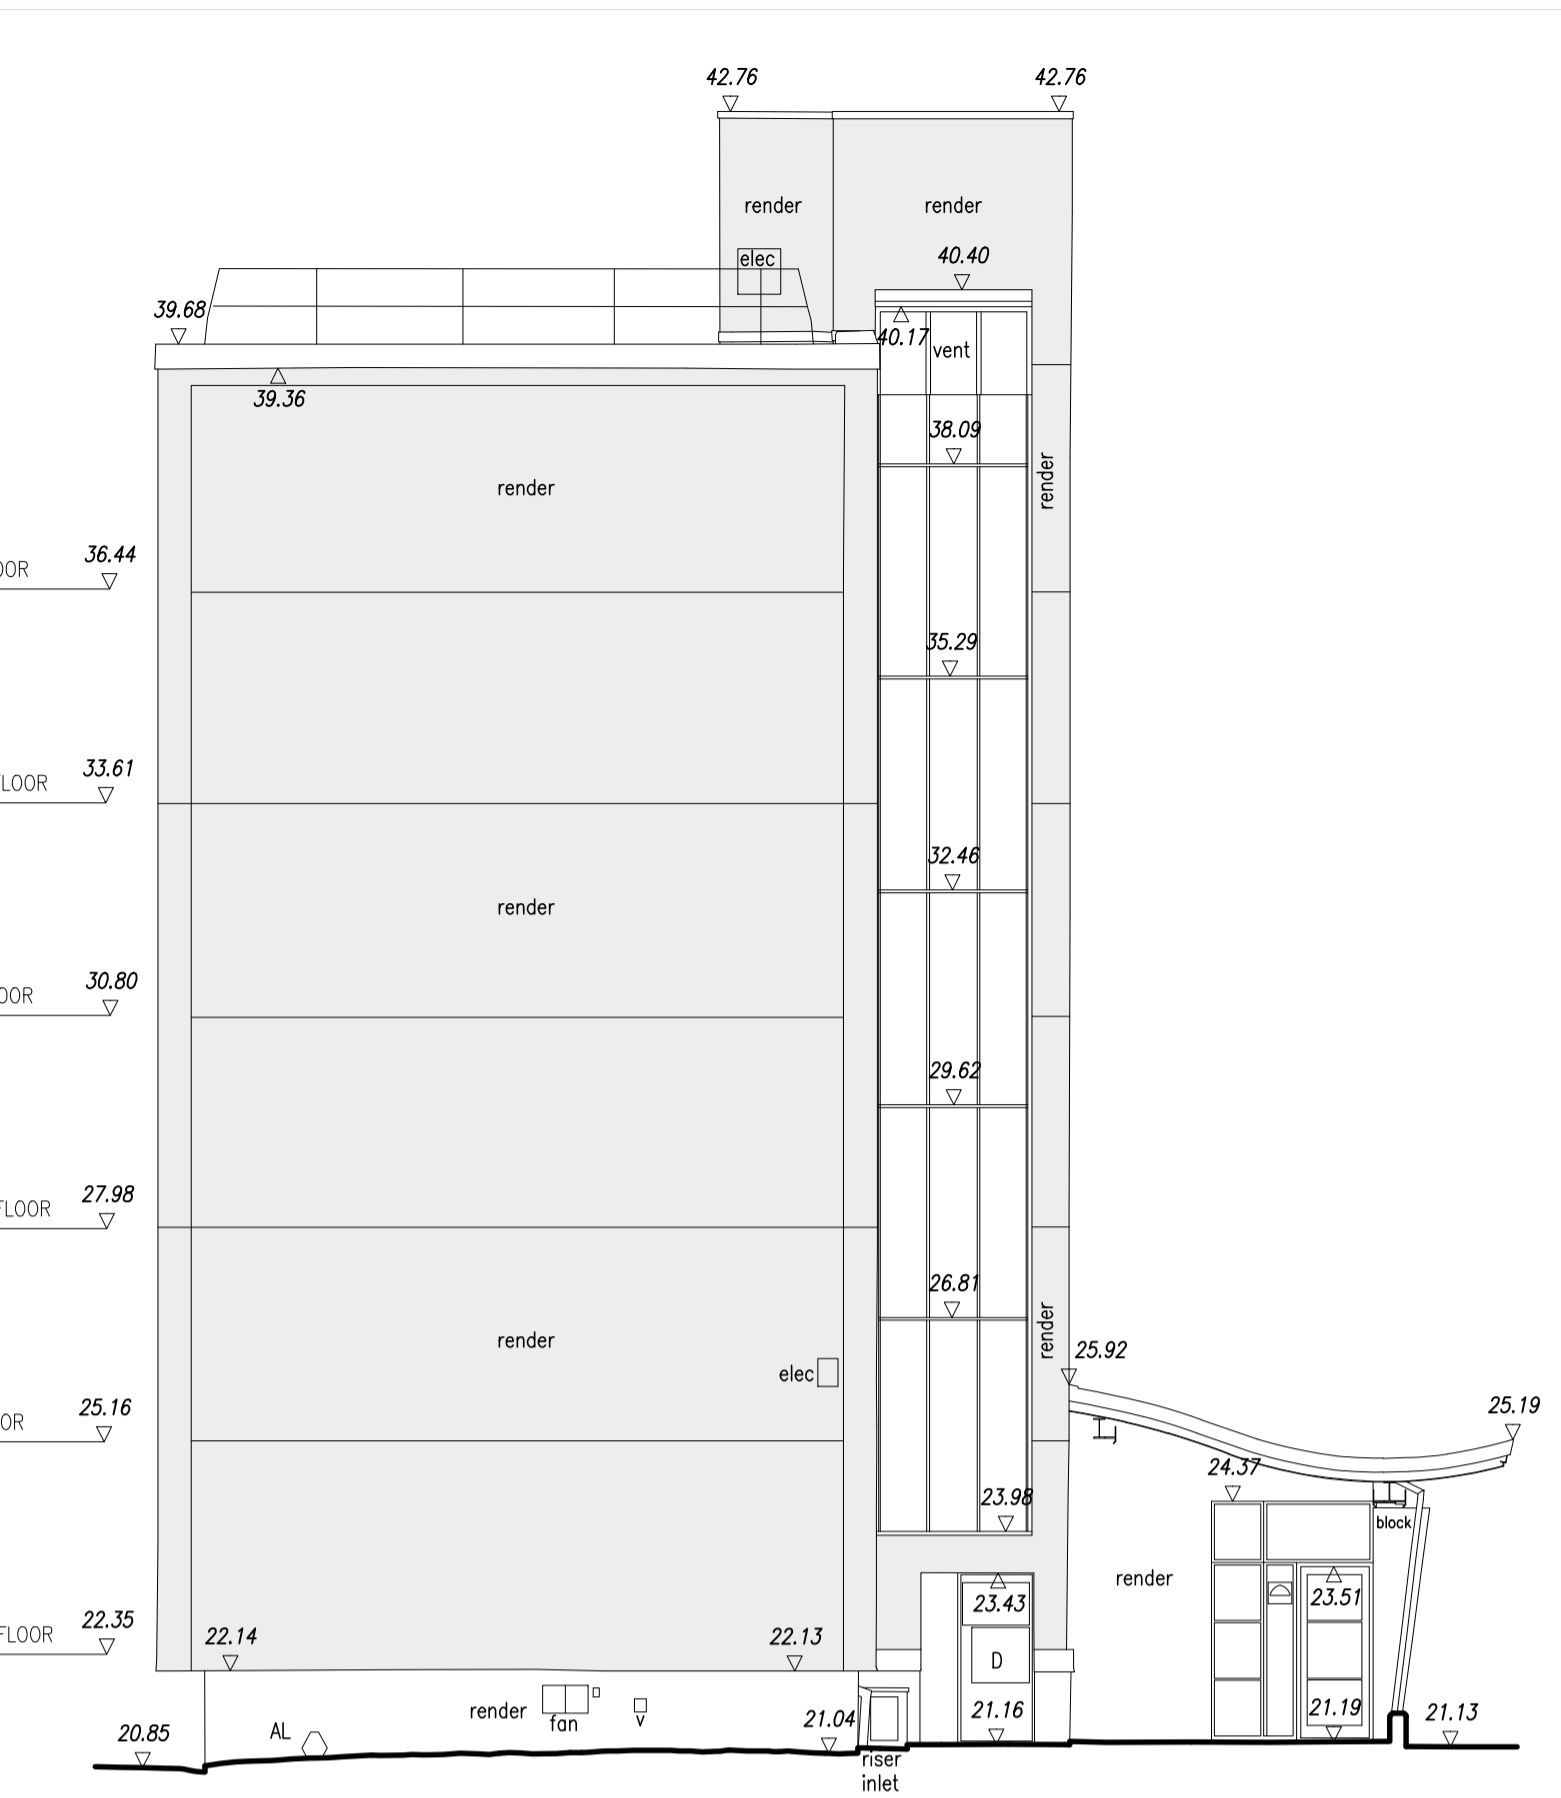 42.76 42.76
render render
40.40
elec
39.68
40.17
vent
39.36
38.09
render
render
36.44
OOR
35.29
33.61
FLOOR
32.46
render
30.80
OOR
29.62
27.98
FLOOR
26.81
render
render
elec
25.92
25.16
OR
25.19
24.37
23.98
block
render
23.43
23.51
22.35
FLOOR
22.14
22.13
D
21.16
21.19
21.13
render
fan
v
AL
20.85
21.04
riser
inlet